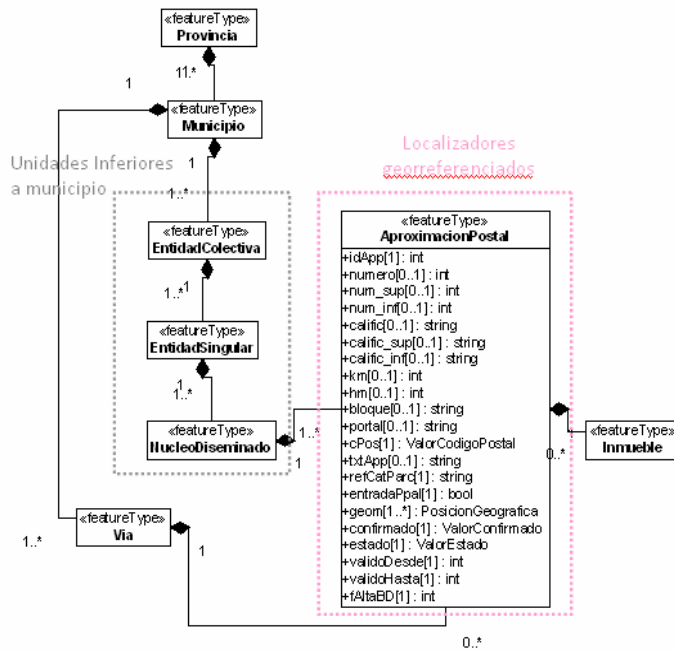 «featureType»
Provincia
1
11..*
«featureType»
Municipio
Unidades Inferiores
a municipio
1
1..*
Localizadores
georreferenciados
«featureType»
EntidadColectiva
1
1..*
«featureType»
EntidadSingular
1
1..*
«featureType»
NucleoDiseminado
1..*
1
«featureType»
AproximacionPostal
+idApp[1] : int
+numero[0..1] : int
+num_sup[0..1] : int
+num_inf[0..1] : int
+calific[0..1] : string
+calific_sup[0..1] : string
+calific_inf[0..1] : string
+km[0..1] : int
+hm[0..1] : int
+bloque[0..1] : string
+portal[0..1] : string
+cPos[1] : ValorCodigoPostal
+txtApp[0..1] : string
+refCatParc[1] : string
+entradaPpal[1] : bool
+geom[1..*] : PosicionGeografica
+confirmado[1] : ValorConfirmado
+estado[1] : ValorEstado
+validoDesde[1] : int
+validoHasta[1] : int
+fAltaBD[1] : int
0..*
«featureType»
Inmueble
«featureType»
Via
1..*
1
0..*